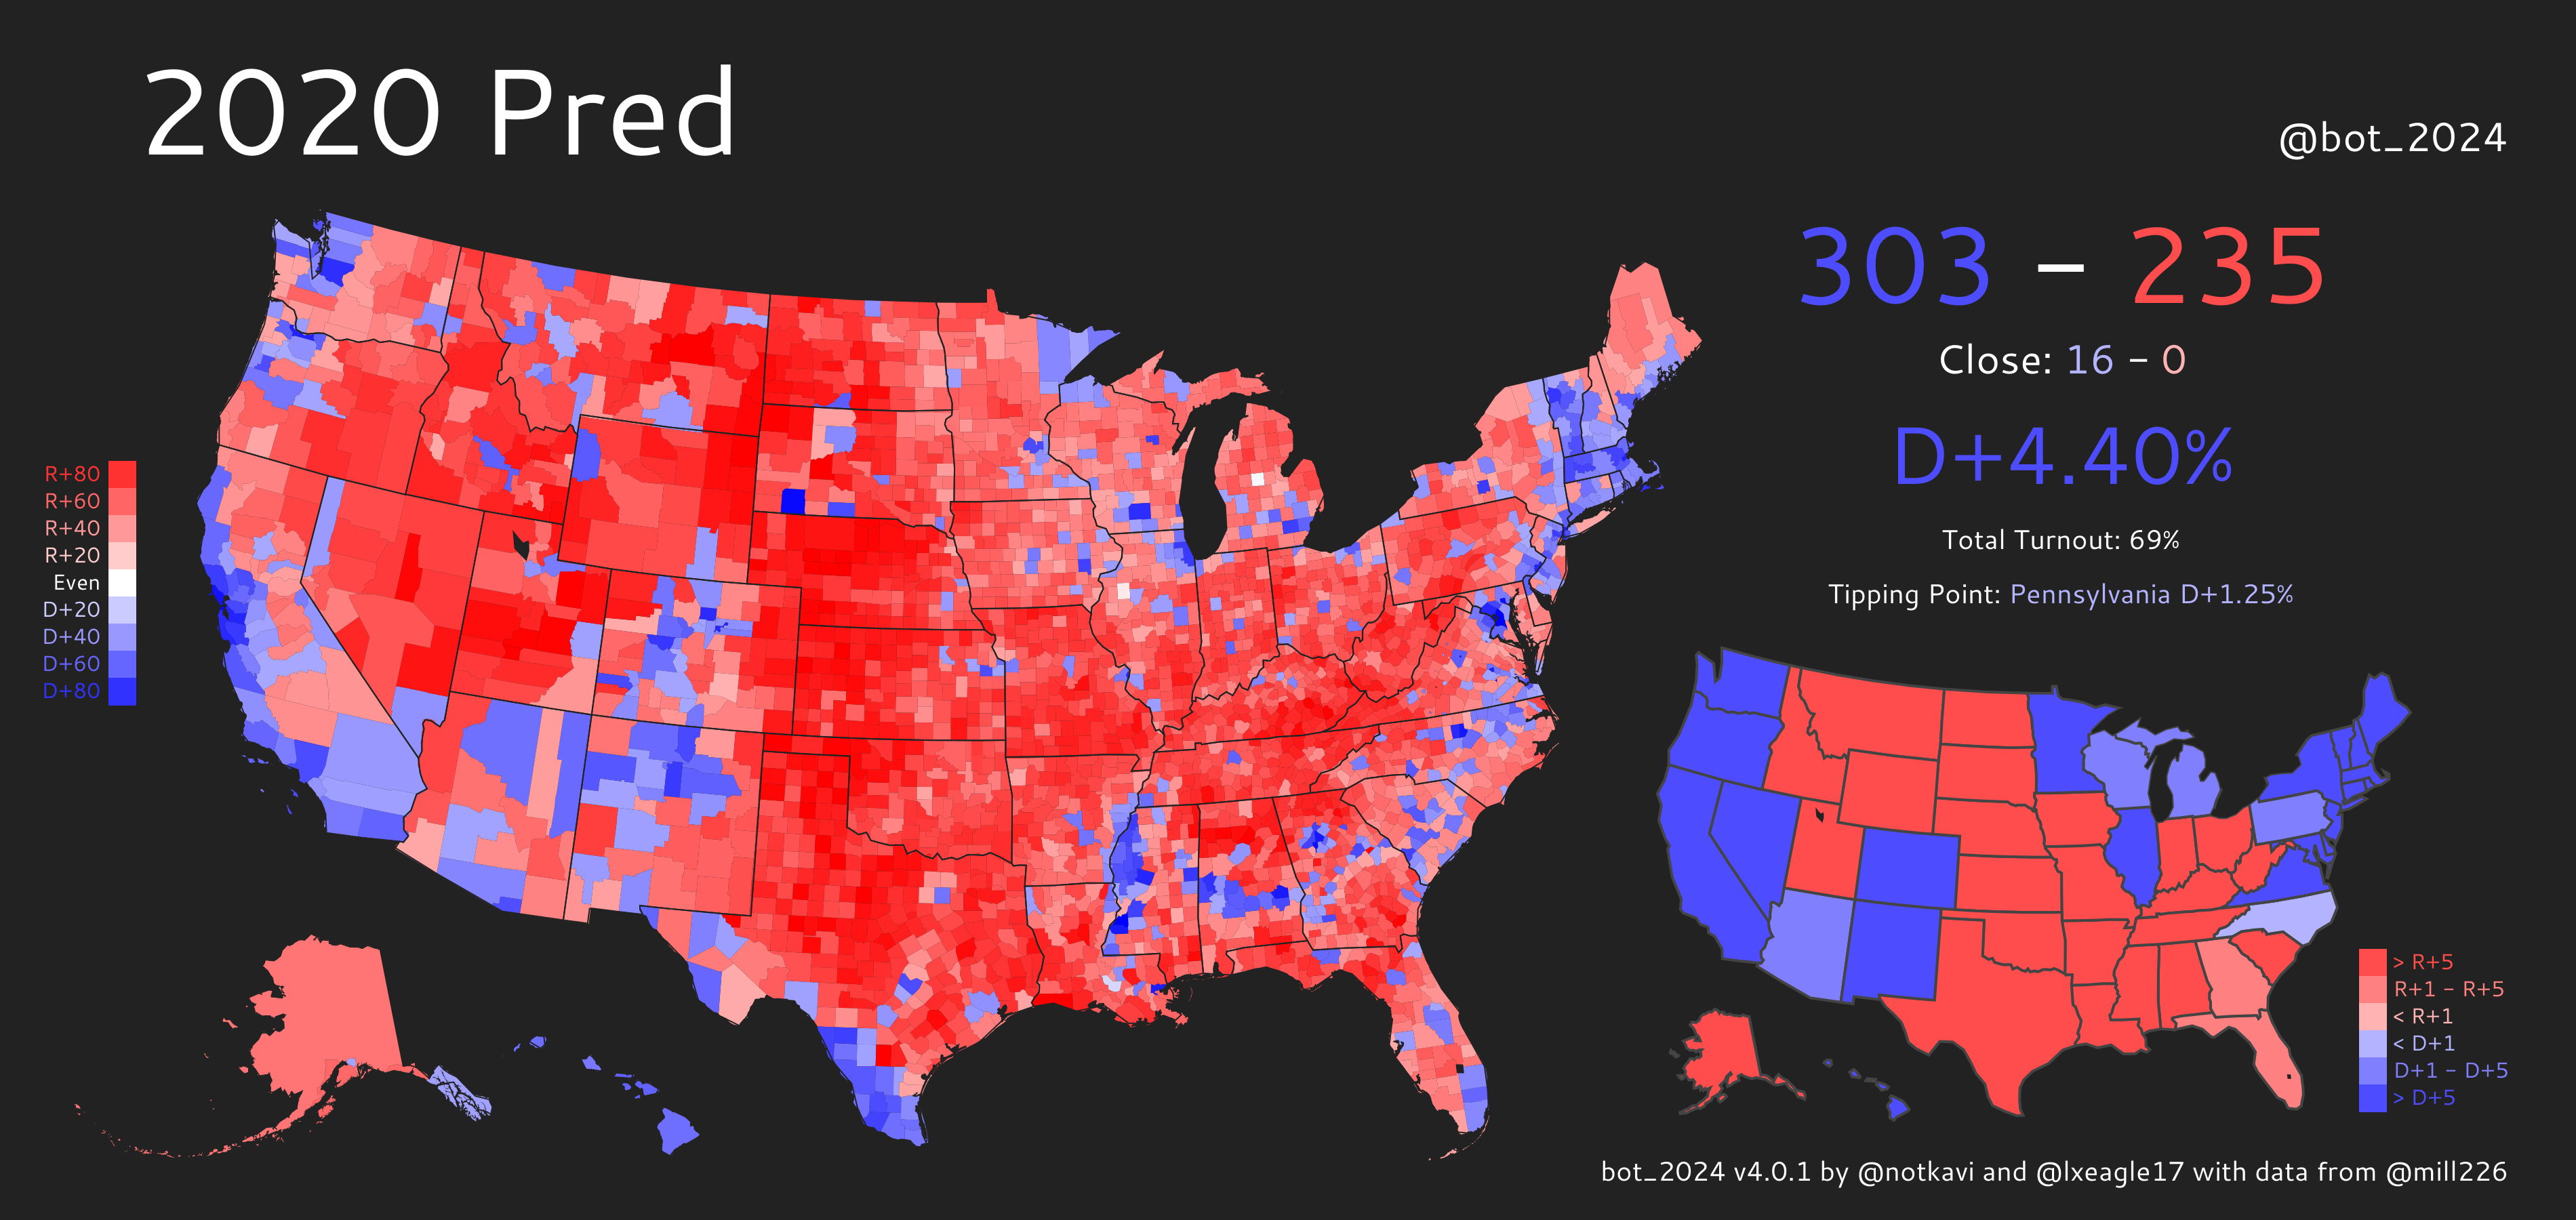 2020 Pred
@bot_2024
303 – 235
Close: 16 - 0
D+4.40%
Total Turnout: 69%
Tipping Point: Pennsylvania D+1.25%
R+80
R+60
R+40
R+20
Even
D+20
D+40
D+60
D+80
> R+5
R+1 - R+5
< R+1
< D+1
D+1 - D+5
> D+5
bot_2024 v4.0.1 by @notkavi and @lxeagle17 with data from @mill226